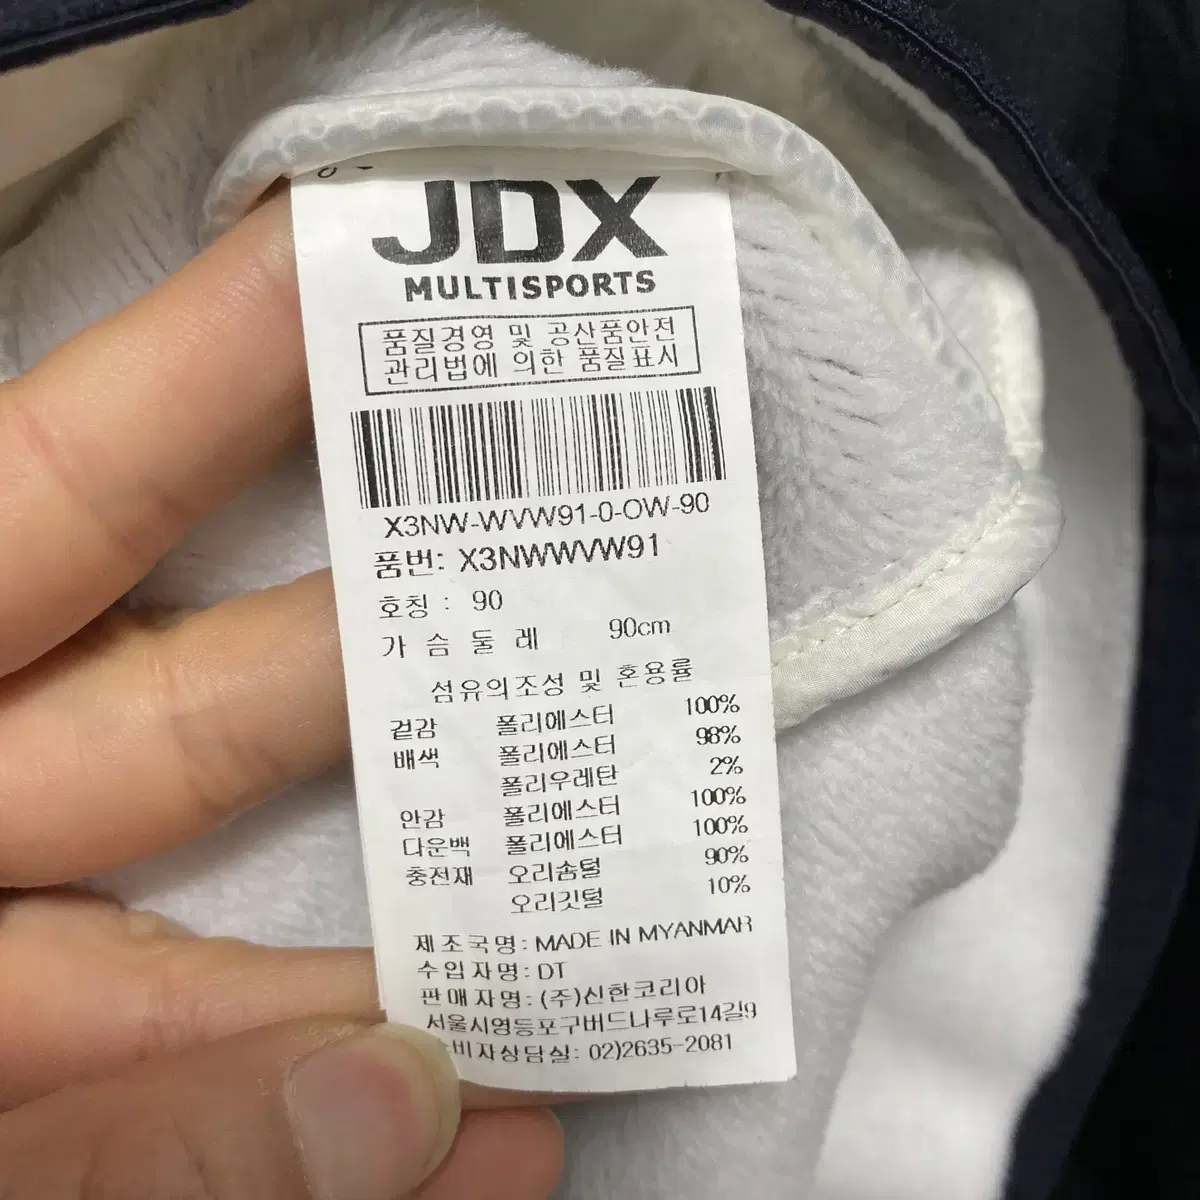 JDX
MULTISPORTS
품질경영 및 공산품안전
관리법에 의한 품질표시
X3NW-WVW91-0-OW-90
품번: X3NWWVW91
호칭 : 90
가 슴 둘 레 90cm
섬유의조성 및 혼용률
겉감 폴리에스터 100%
배색 폴리에스터 98%
폴리우레탄 2%
안감 폴리에스터 100%
다운백 폴리에스터 100%
충전재 오리솜털 90%
오리깃털 10%
제조국명: MADE IN MYANMAR
수입자명: DT
판매자명: (주)신한코리아
서울시영등포구버드나루로14길9
비자상담실: 02)2635-2081